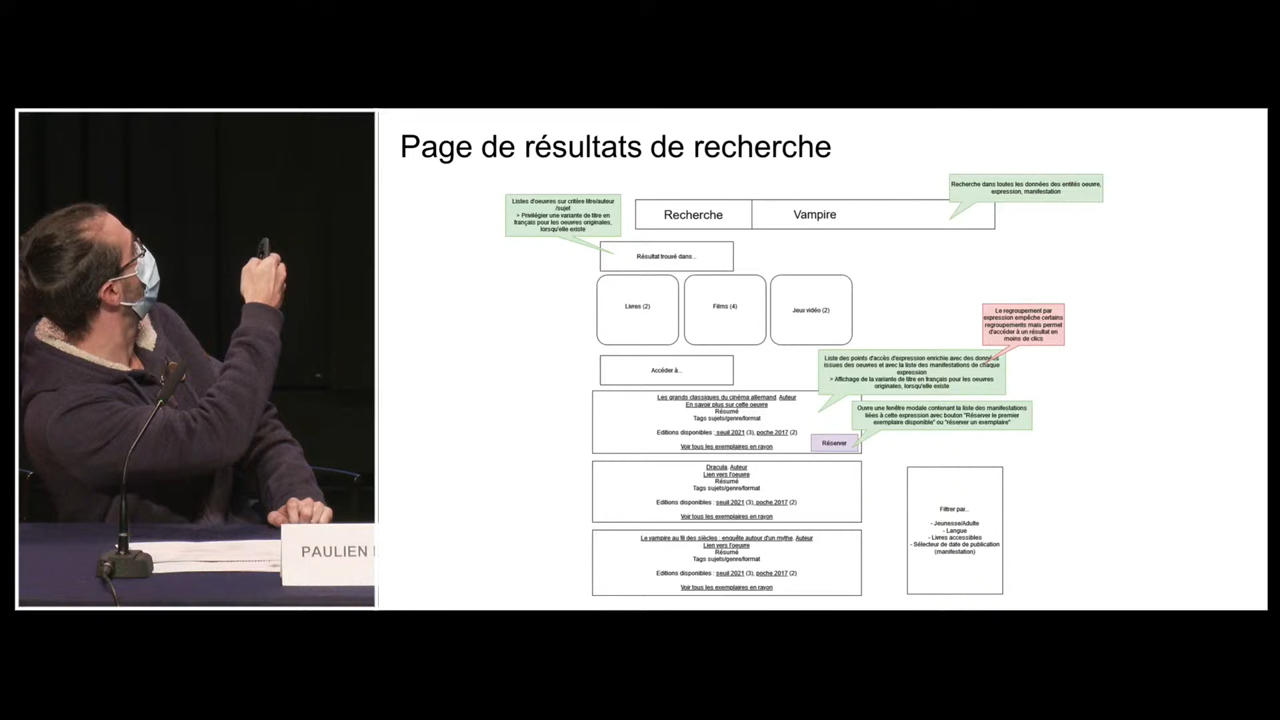 Page de résultats de recherche
Recherche dans toutes les données des entités oeuvre,
expression, manifestation
Listes d'oeuvres sur critère titre/auteur
/sujet
> Privilégier une variante de titre en
français pour les oeuvres originales,
lorsqu'elle existe
Recherche
Vampire
Résultat trouvé dans...
Livres (2)
Films (4)
Jeux vidéo (2)
Le regroupement par
expression empêche certains
regroupements mais permet
d'accéder à un résultat en
moins de clics
Accéder à...
Liste des points d'accès d'expression enrichie avec des données
issues des oeuvres et avec la liste des manifestations de chaque
expression
> Affichage de la variante de titre en français pour les oeuvres
originales, lorsqu'elle existe
Les grands classiques du cinéma allemand, Auteur
En savoir plus sur cette oeuvre
Résumé
Tags sujets/genre/format
Editions disponibles : seuil 2021 (3), poche 2017 (2)
Voir tous les exemplaires en rayon
Ouvre une fenêtre modale contenant la liste des manifestations
liées à cette expression avec bouton "Réserver le premier
exemplaire disponible" ou "réserver un exemplaire"
Réserver
Dracula, Auteur
Lien vers l'oeuvre
Résumé
Tags sujets/genre/format
Editions disponibles : seuil 2021 (3), poche 2017 (2)
Voir tous les exemplaires en rayon
Le vampire au fil des siècles : enquête autour d'un mythe, Auteur
Lien vers l'oeuvre
Résumé
Tags sujets/genre/format
Editions disponibles : seuil 2021 (3), poche 2017 (2)
Voir tous les exemplaires en rayon
Filtrer par...
- Jeunesse/Adulte
- Langue
- Livres accessibles
- Sélecteur de date de publication
(manifestation)
PAULIEN